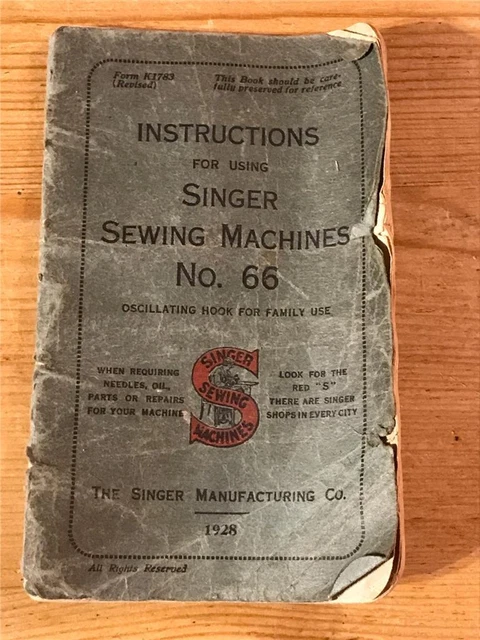 Form K1783
(Revised)
This Book should be care-
fully preserved for reference
INSTRUCTIONS
FOR USING
SINGER
SEWING MACHINES
No. 66
OSCILLATING HOOK FOR FAMILY USE
WHEN REQUIRING
NEEDLES, OIL,
PARTS OR REPAIRS
FOR YOUR MACHINE
SINGER
SEWING
MACHINES
LOOK FOR THE
RED "S"
THERE ARE SINGER
SHOPS IN EVERY CITY
THE SINGER MANUFACTURING CO.
1928
All Rights Reserved